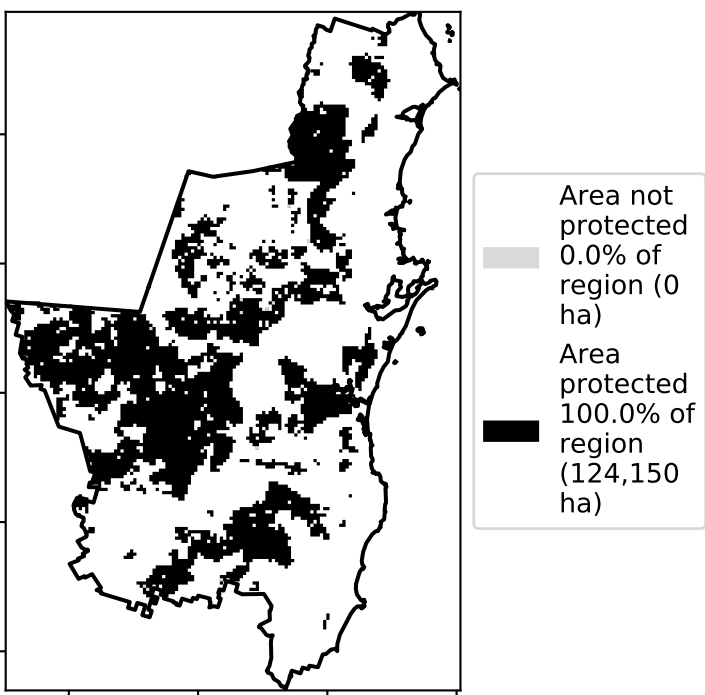 Area not
protected
0.0% of
region (0
ha)
Area
protected
100.0% of
region
(124,150
ha)